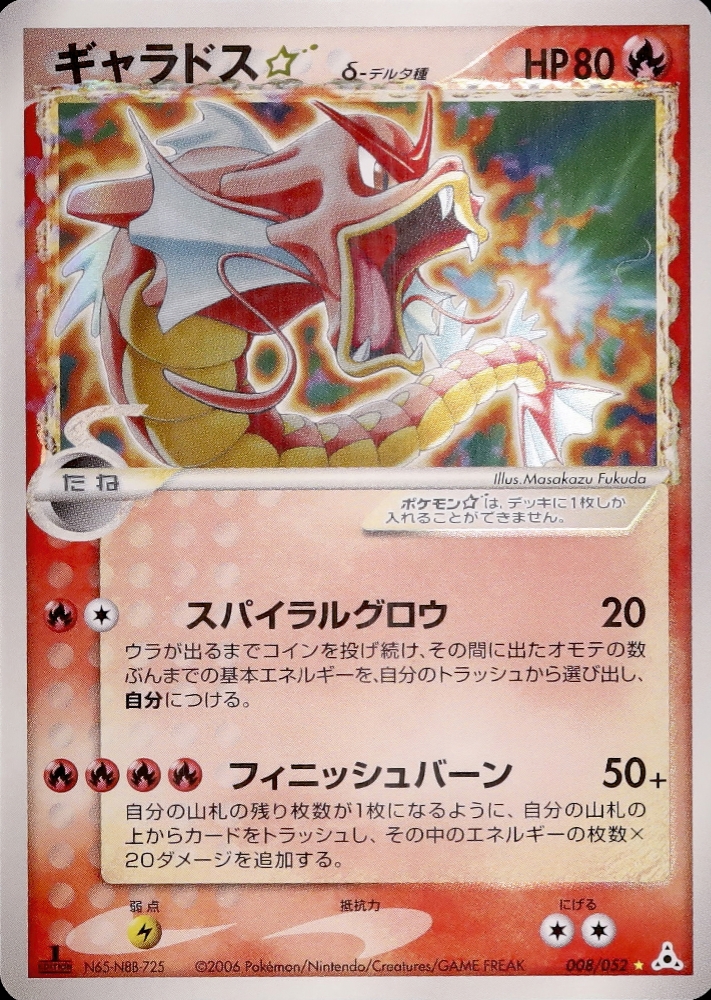 ギャラドス☆ δ-デルタ種 HP80
たね
Illus.Masakazu Fukuda
ポケモン☆は、デッキに1枚しか
入れることができません。
スパイラルグロウ 20
ウラが出るまでコインを投げ続け、その間に出たオモテの数
ぶんまでの基本エネルギーを、自分のトラッシュから選び出し、
自分につける。
フィニッシュバーン 50+
自分の山札の残り枚数が1枚になるように、自分の山札の
上からカードをトラッシュし、その中のエネルギーの枚数×
20ダメージを追加する。
弱点 抵抗力 にげる
1 EDITION N65-N8B-725 ©2006 Pokémon/Nintendo/Creatures/GAME FREAK 008/052 ★